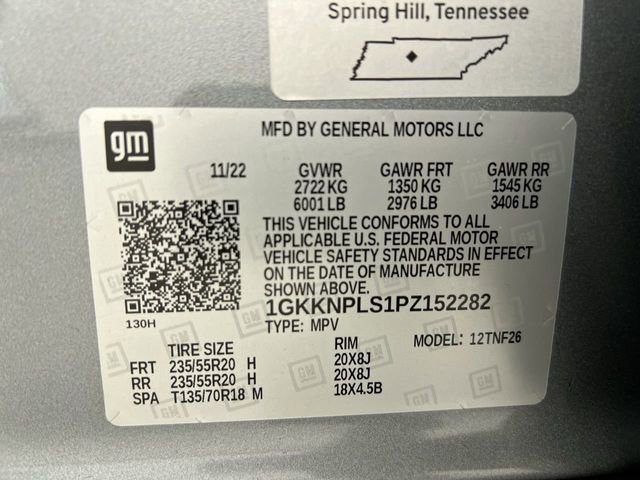 Spring Hill, Tennessee
gm
MFD BY GENERAL MOTORS LLC
11/22 GVWR GAWR FRT GAWR RR
2722 KG 1350 KG 1545 KG
6001 LB 2976 LB 3406 LB
THIS VEHICLE CONFORMS TO ALL
APPLICABLE U.S. FEDERAL MOTOR
VEHICLE SAFETY STANDARDS IN EFFECT
ON THE DATE OF MANUFACTURE
SHOWN ABOVE.
1GKKNPLS1PZ152282
130H
TYPE: MPV MODEL: 12TNF26
TIRE SIZE RIM
FRT 235/55R20 H 20X8J
RR 235/55R20 H 20X8J
SPA T135/70R18 M 18X4.5B